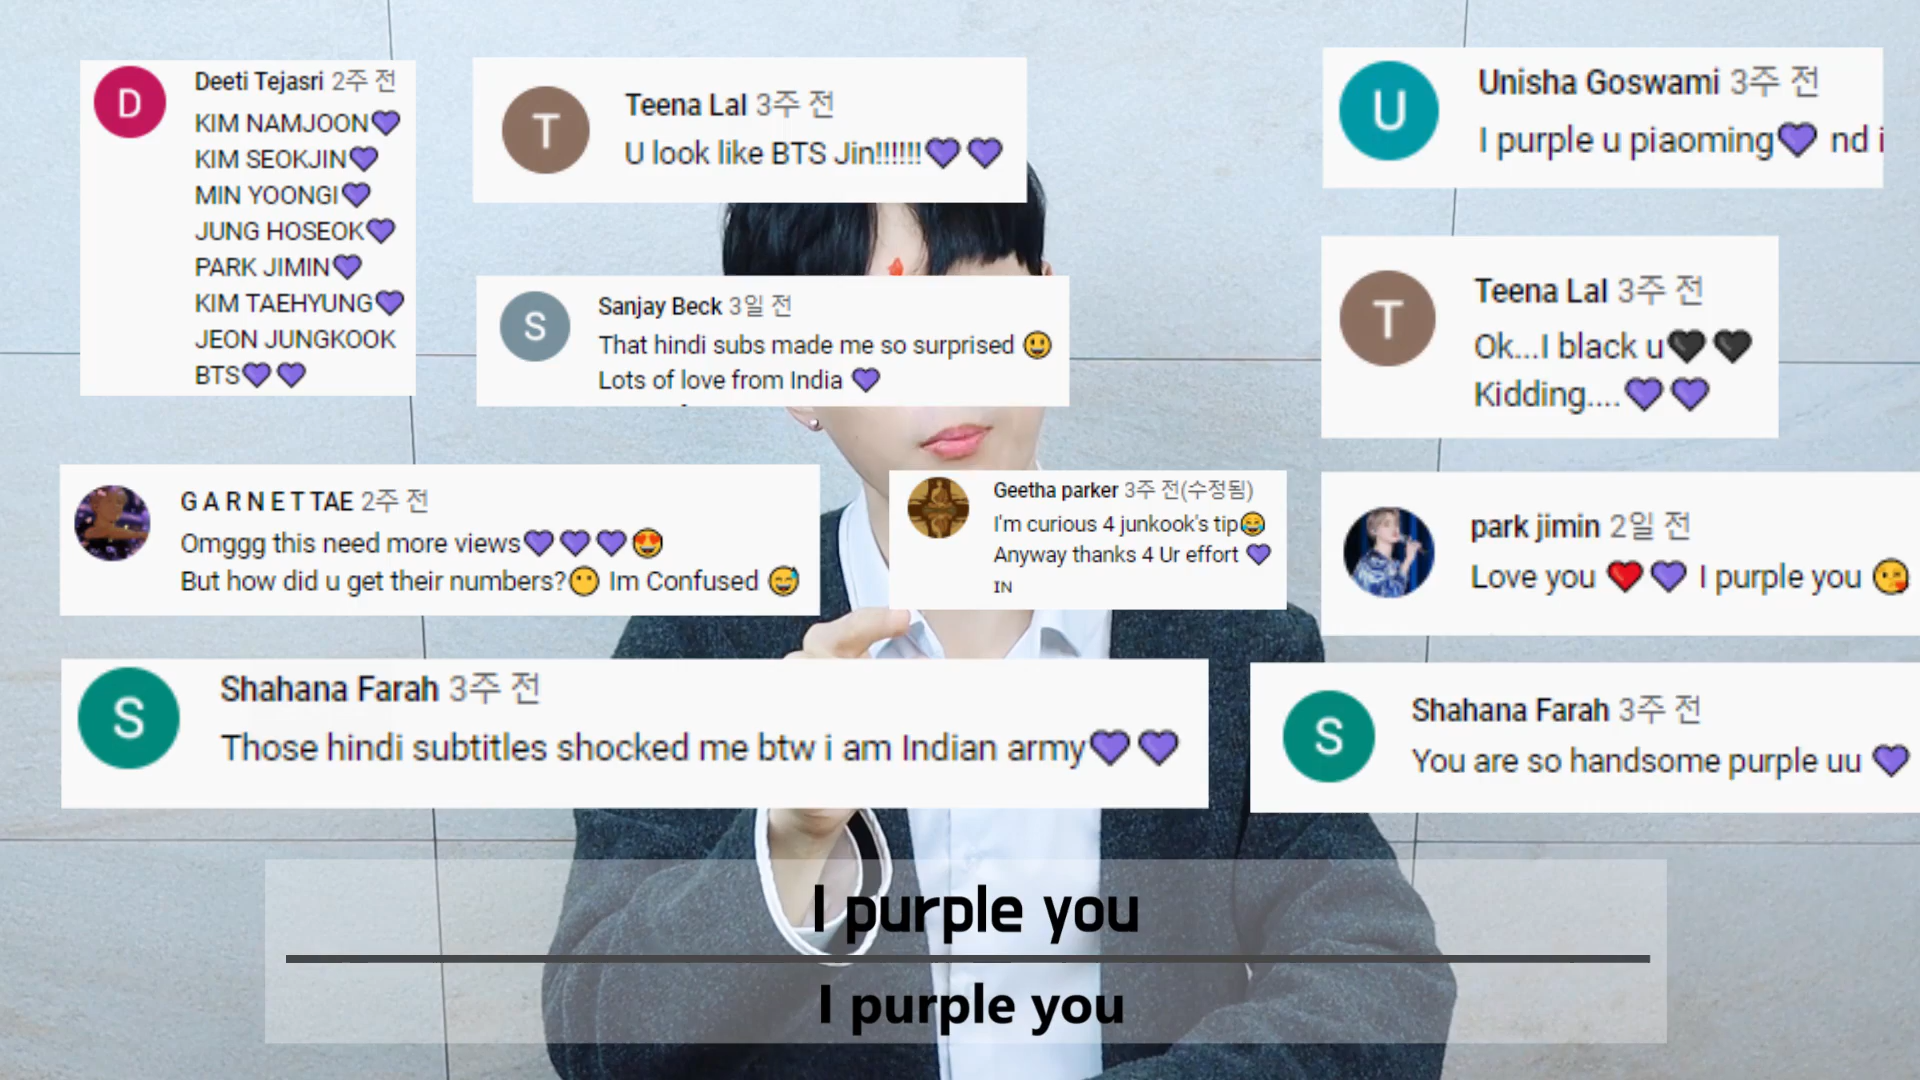 D
Deeti Tejasri 2주 전
KIM NAMJOON💜
KIM SEOKJIN💜
MIN YOONGI💜
JUNG HOSEOK💜
PARK JIMIN💜
KIM TAEHYUNG💜
JEON JUNGKOOK
BTS💜💜
T
Teena Lal 3주 전
U look like BTS Jin!!!!!!💜💜
U
Unisha Goswami 3주 전
I purple u piaoming💜 nd i
S
Sanjay Beck 3일 전
That hindi subs made me so surprised 😃
Lots of love from India 💜
T
Teena Lal 3주 전
Ok...I black u🖤🖤
Kidding....💜💜
G A R N E T TAE 2주 전
Omggg this need more views💜💜💜😍
But how did u get their numbers?😶 Im Confused 😅
Geetha parker 3주 전(수정됨)
I'm curious 4 junkook's tip😂
Anyway thanks 4 Ur effort 💜
IN
park jimin 2일 전
Love you ❤️💜 I purple you 😘
S
Shahana Farah 3주 전
Those hindi subtitles shocked me btw i am Indian army💜💜
S
Shahana Farah 3주 전
You are so handsome purple uu 💜
I purple you
I purple you